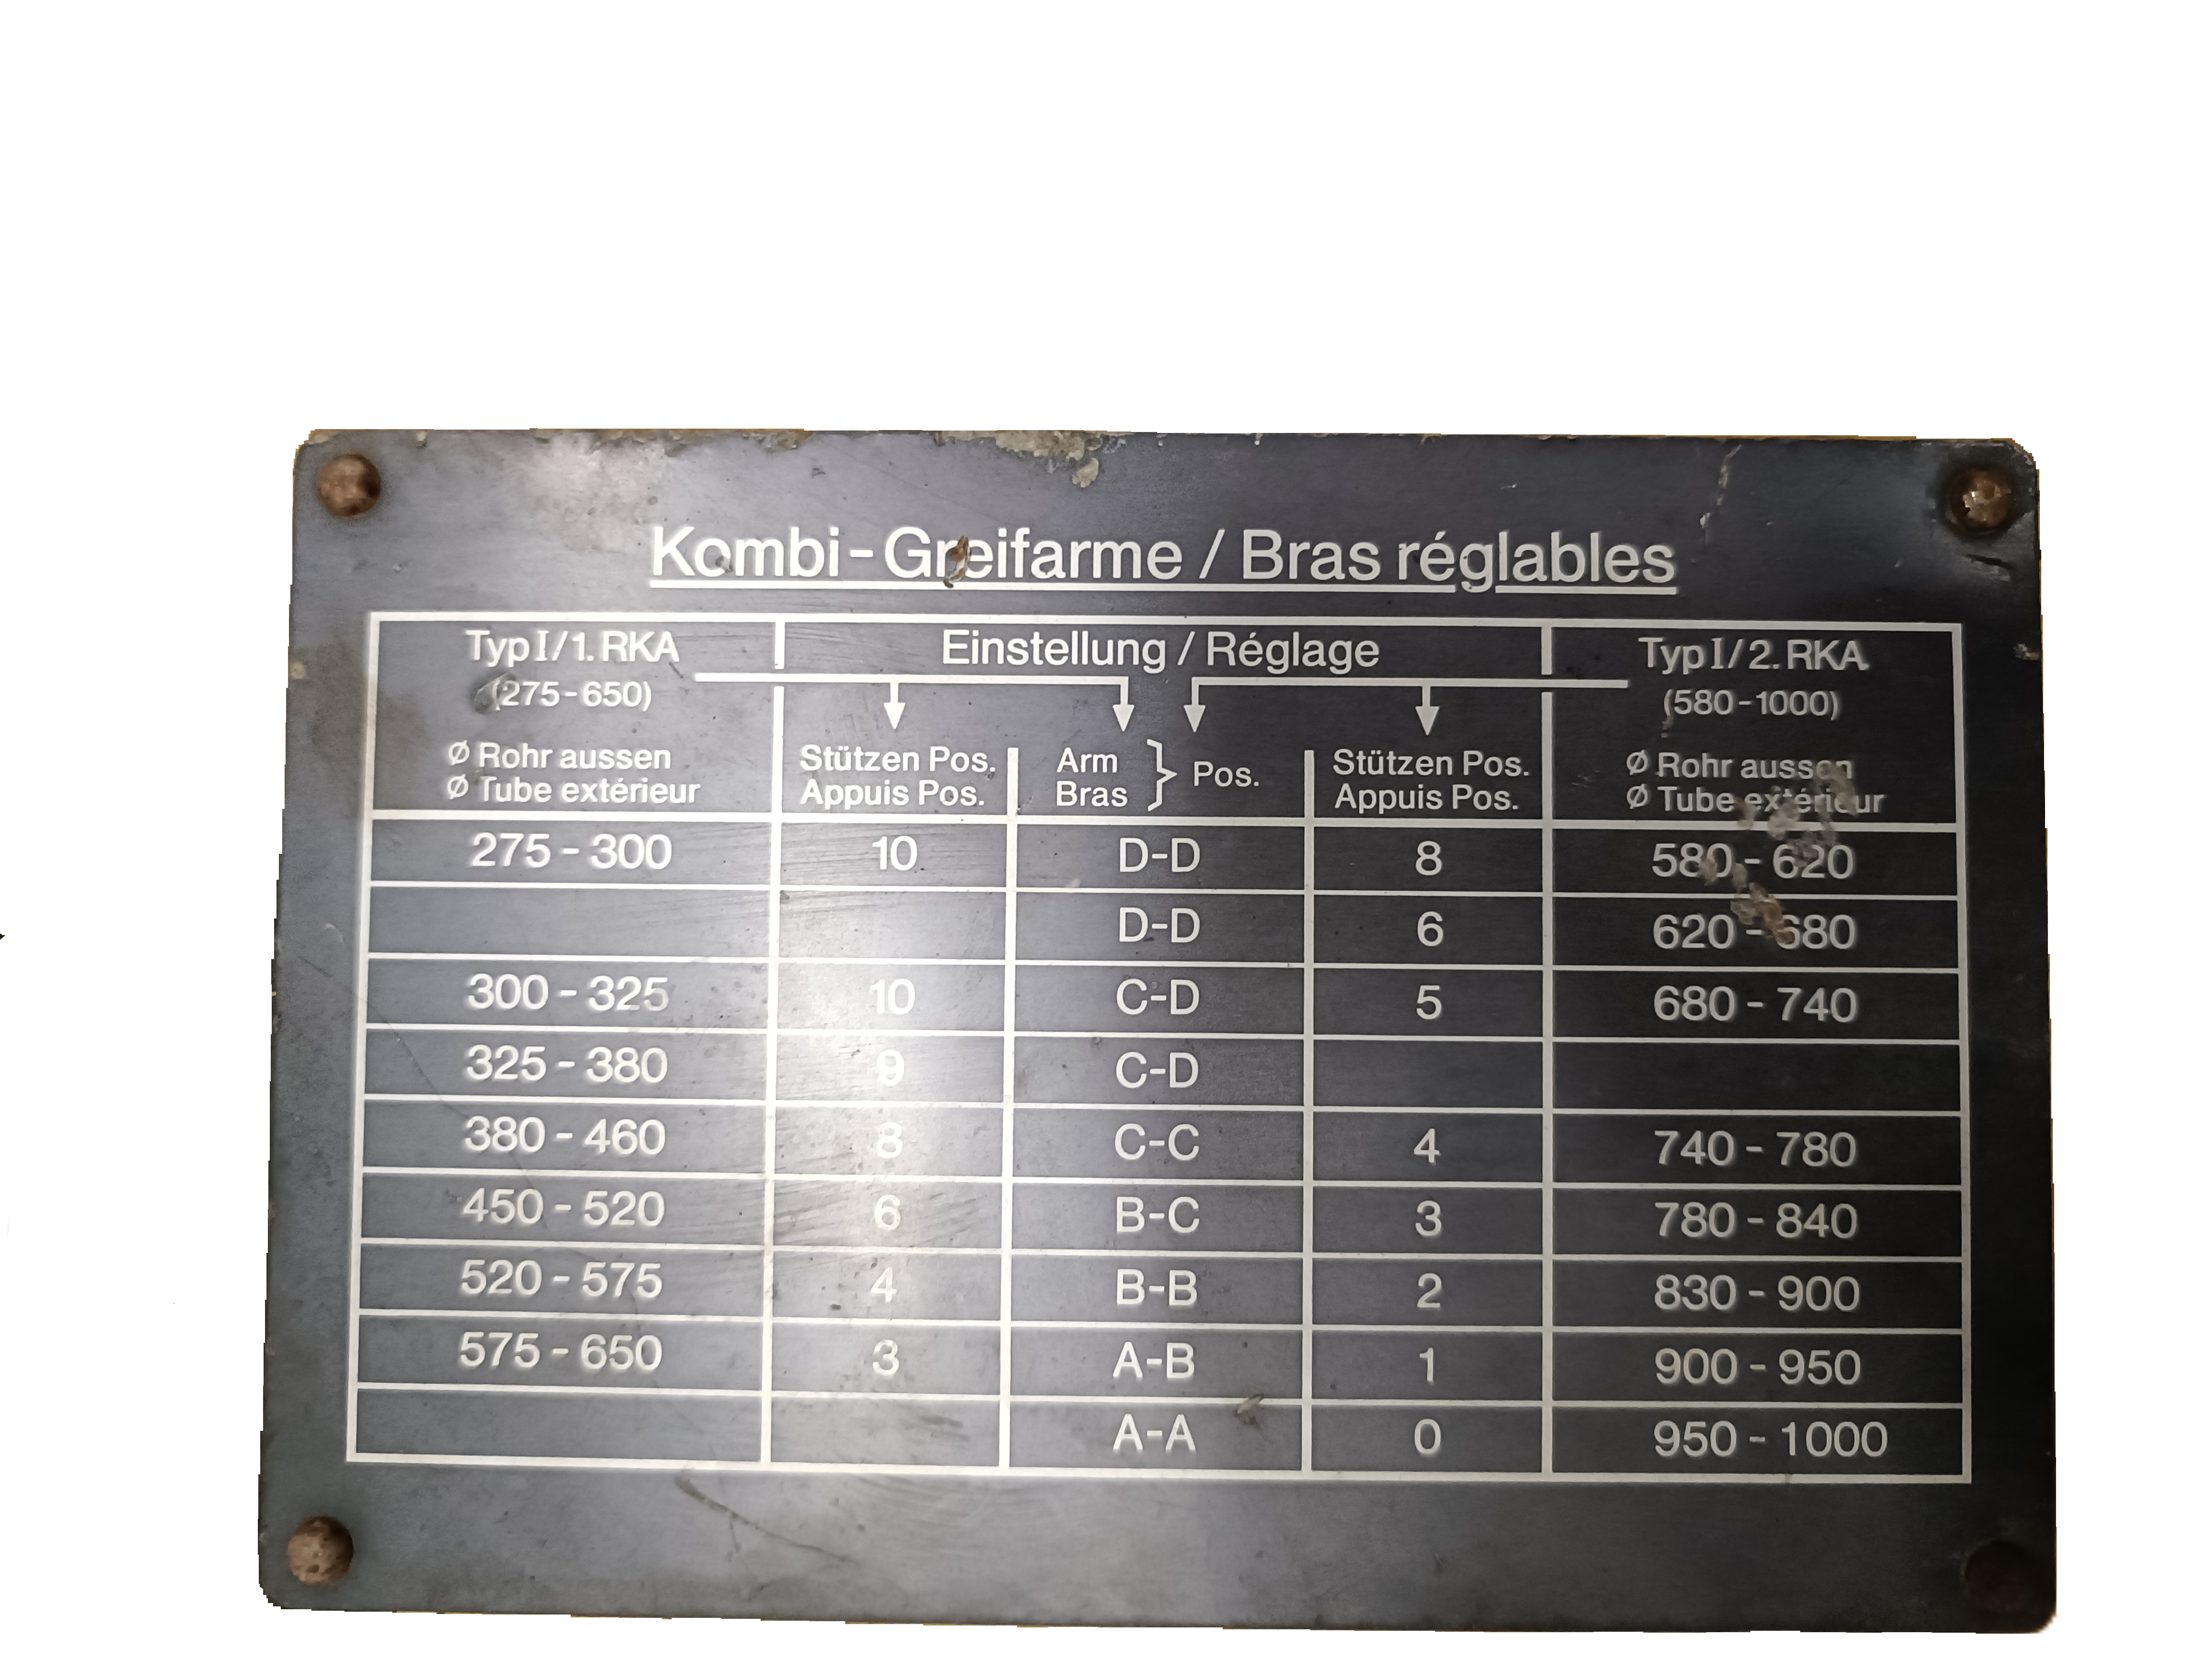 Kombi-Greifarme / Bras réglables
Typ I/1. RKA Einstellung / Réglage Typ I/2. RKA
(275-650) (580-1000)
Ø Rohr aussen Stützen Pos. Arm } Pos. Stützen Pos. Ø Rohr aussen
Ø Tube extérieur Appuis Pos. Bras Appuis Pos. Ø Tube extérieur
275-300 10 D-D 8 580-620
D-D 6 620-680
300-325 10 C-D 5 680-740
325-380 9 C-D
380-460 8 C-C 4 740-780
450-520 6 B-C 3 780-840
520-575 4 B-B 2 830-900
575-650 3 A-B 1 900-950
A-A 0 950-1000